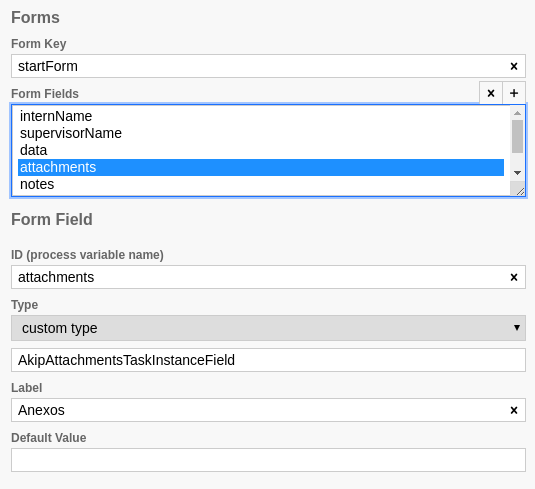 Forms
Form Key
startForm
Form Fields
internName
supervisorName
data
attachments
notes
Form Field
ID (process variable name)
attachments
Type
custom type
AkipAttachmentsTaskInstanceField
Label
Anexos
Default Value